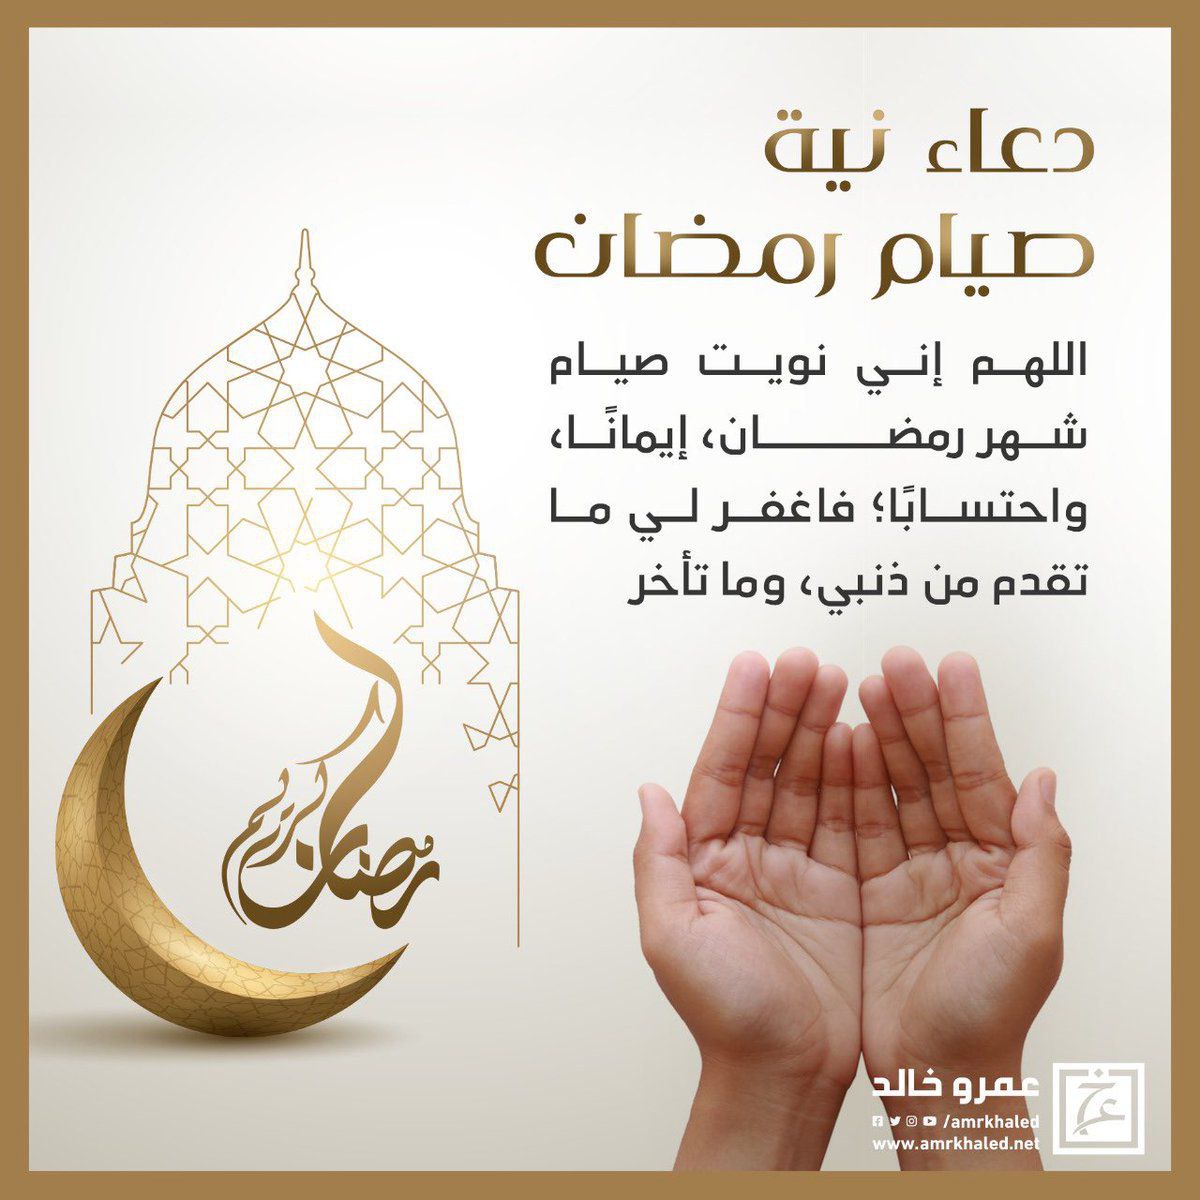 دعاء نية
صيام رمضان
اللهم إني نويت صيام
شهر رمضان، إيمانًا،
واحتسابًا؛ فاغفر لي ما
تقدم من ذنبي، وما تأخر
رمضان كريم
عمرو خالد
/amrkhaled
www.amrkhaled.net